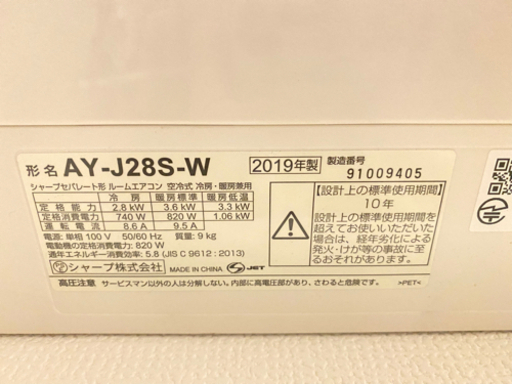 形名 AY-J28S-W 2019年製 製造番号 91009405
シャープセパレート形 ルームエアコン 空冷式 冷房・暖房兼用
冷房 暖房標準 暖房低温
定格能力 2.8 kW 3.6 kW 3.3 kW
定格消費電力 740 W 820 W 1.06 kW
運転電流 8.6 A 9.5 A
電源: 単相 100 V 50/60 Hz 質量: 9 kg
電動機の定格消費電力: 820 W
通年エネルギー消費効率: 5.8 (JIS C 9612 : 2013)
シャープ株式会社 MADE IN CHINA JET
【設計上の標準使用期間】
10年
設計上の標準使用期間を
超えてお使いいただいた
場合は、経年劣化による
発火・けが等の事故に至
るおそれがあります。
高圧注意 サービスマン以外の人は分解しない。内部に高電圧部があり、さわると危険です。 >PET<